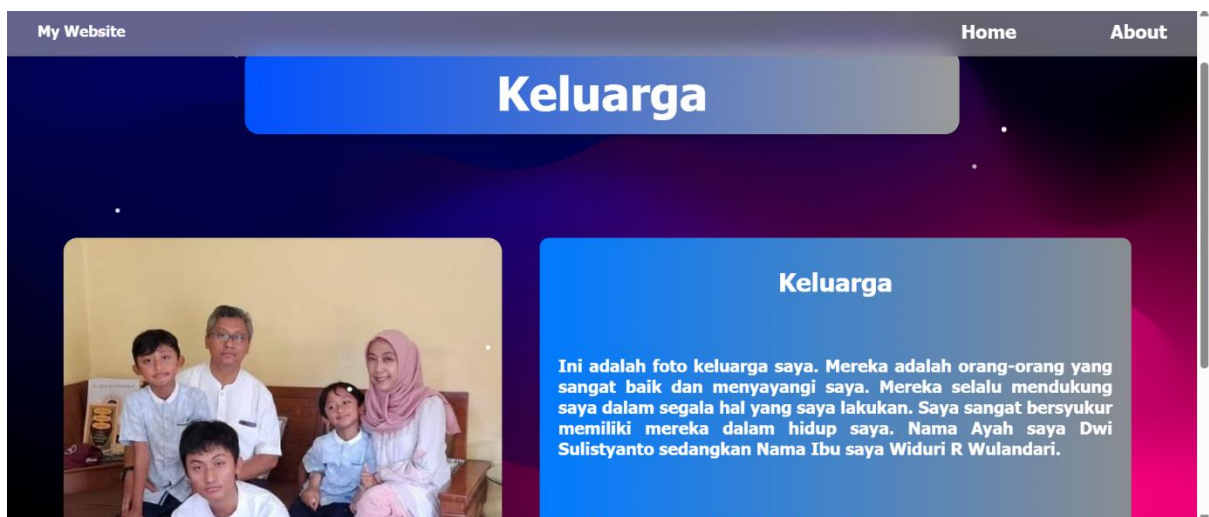 My Website
Home
About
Keluarga
Keluarga
Ini adalah foto keluarga saya. Mereka adalah orang-orang yang
sangat baik dan menyayangi saya. Mereka selalu mendukung
saya dalam segala hal yang saya lakukan. Saya sangat bersyukur
memiliki mereka dalam hidup saya. Nama Ayah saya Dwi
Sulistyanto sedangkan Nama Ibu saya Widuri R Wulandari.